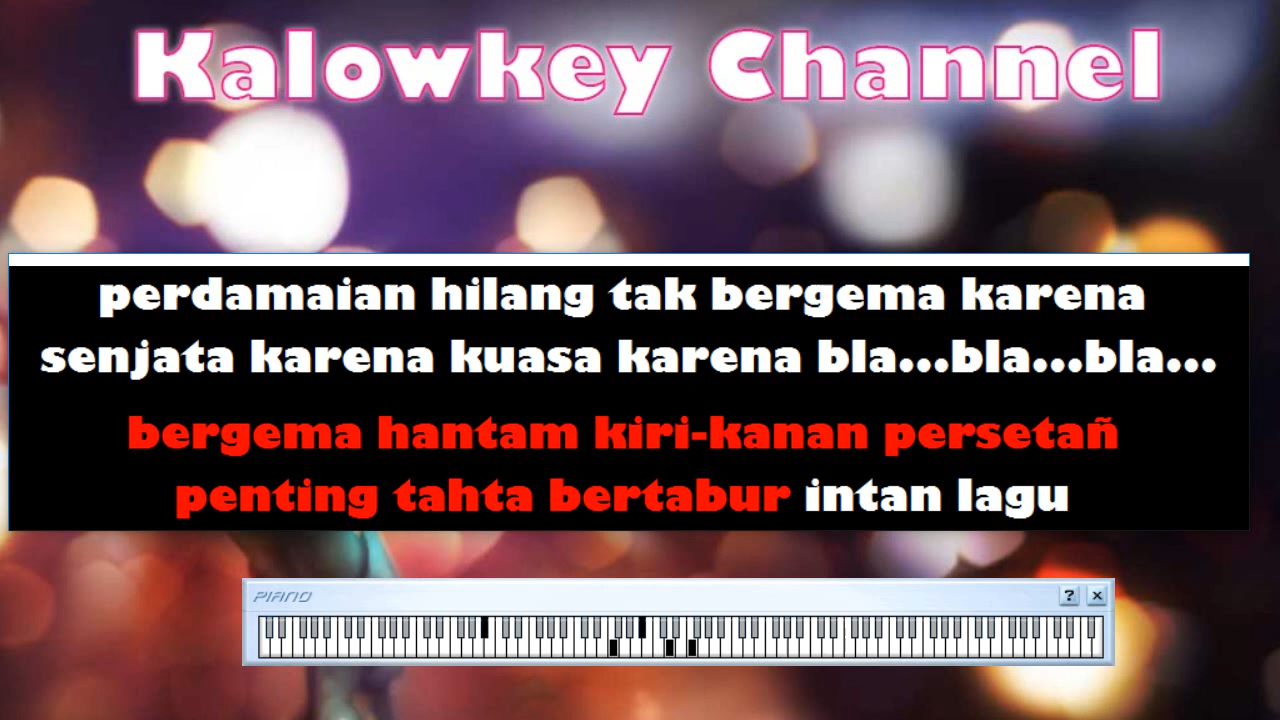 Kalowkey Channel
perdamaian hilang tak bergema karena
senjata karena kuasa karena bla...bla...bla...
bergema hantam kiri-kanan persetañ
penting tahta bertabur intan lagu
PIANO
? x